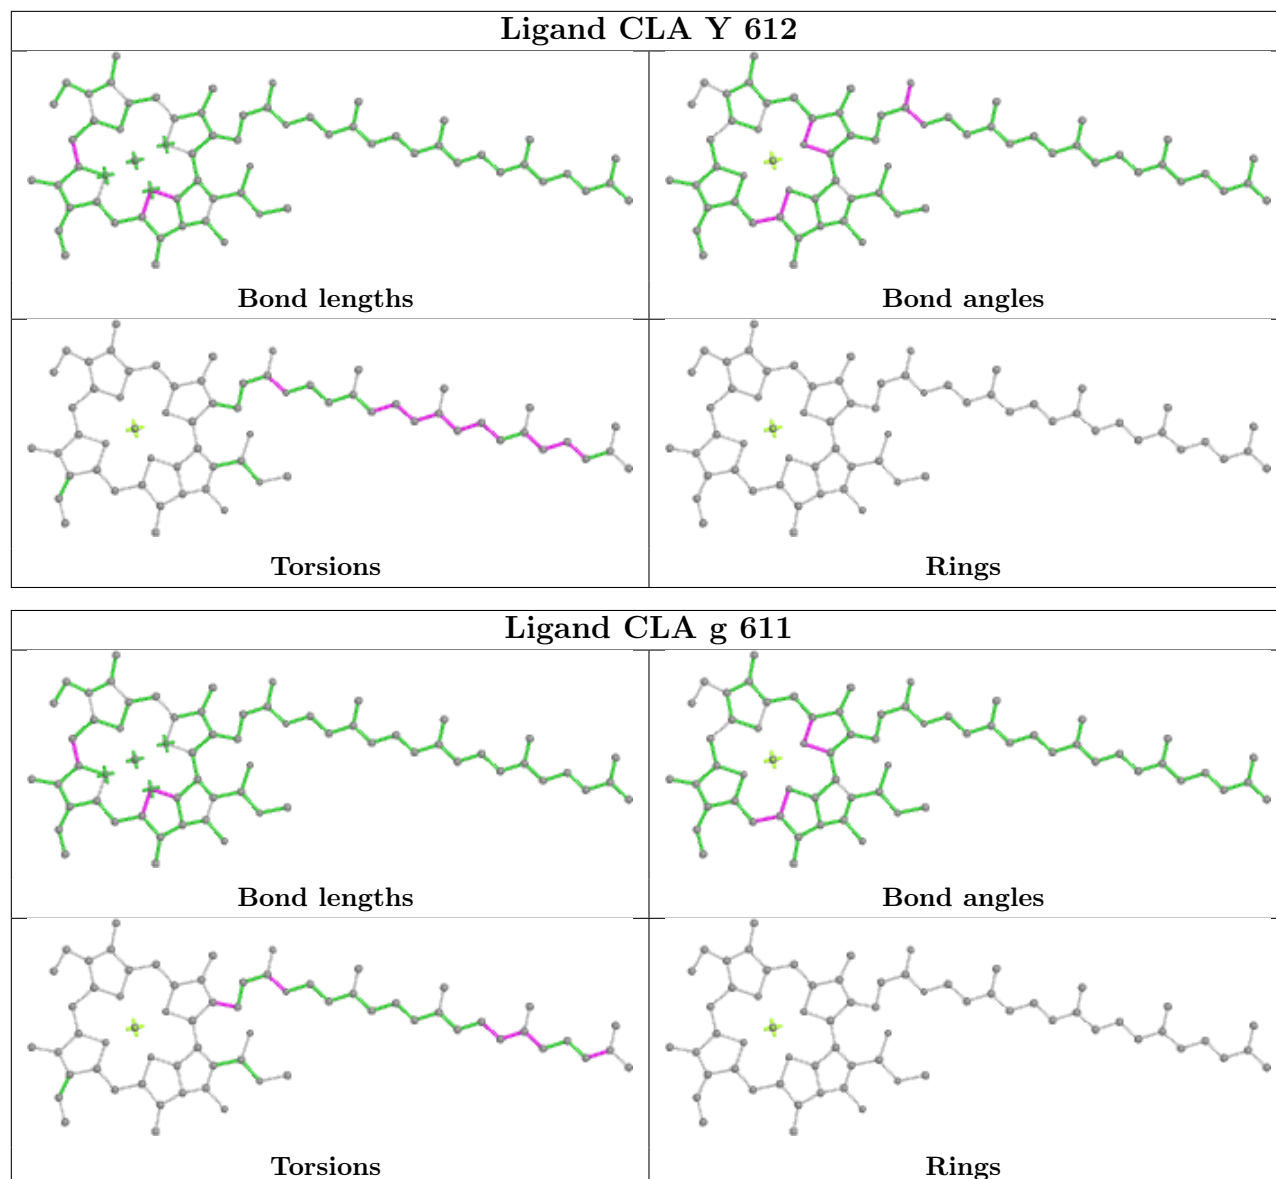 Ligand CLA Y 612
Bond lengths
Bond angles
Torsions
Rings
Ligand CLA g 611
Bond lengths
Bond angles
Torsions
Rings